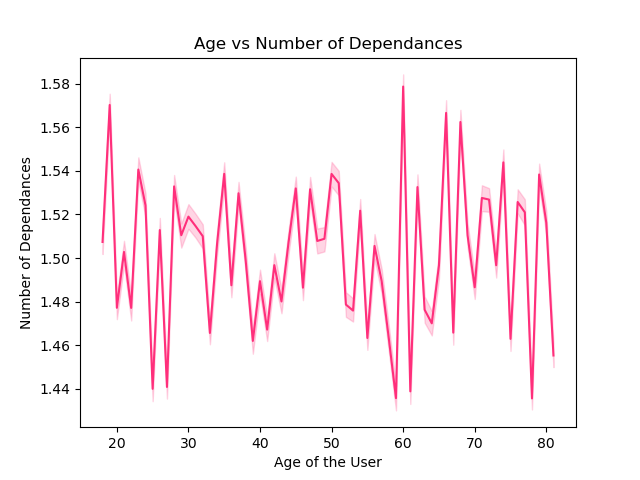 Age vs Number of Dependances
1.58
1.56
1.54
1.52
1.50
1.48
1.46
1.44
Number of Dependances
20 30 40 50 60 70 80
Age of the User